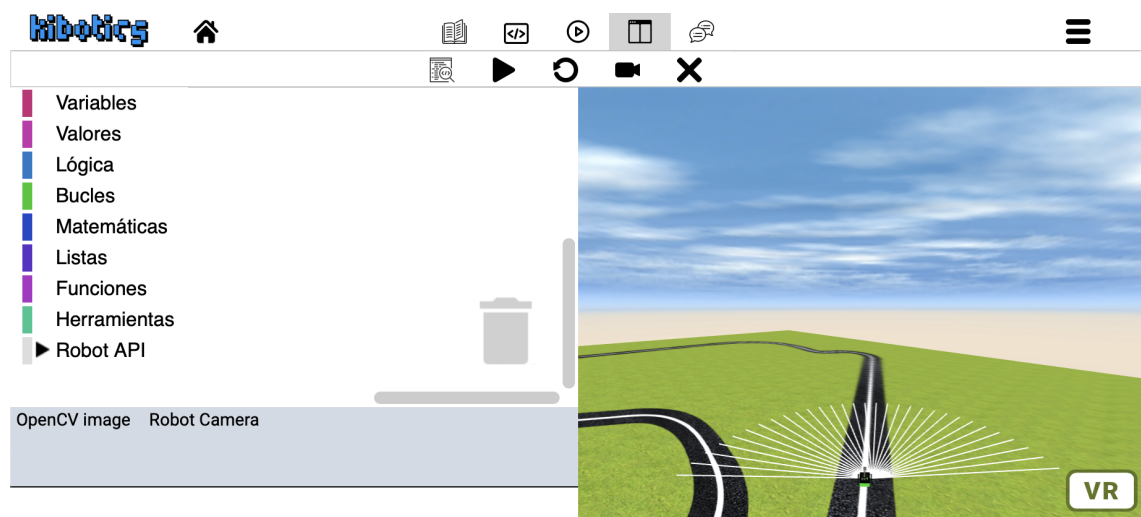 kibotics
</>
Variables
Valores
Lógica
Bucles
Matemáticas
Listas
Funciones
Herramientas
Robot API
OpenCV image Robot Camera
VR